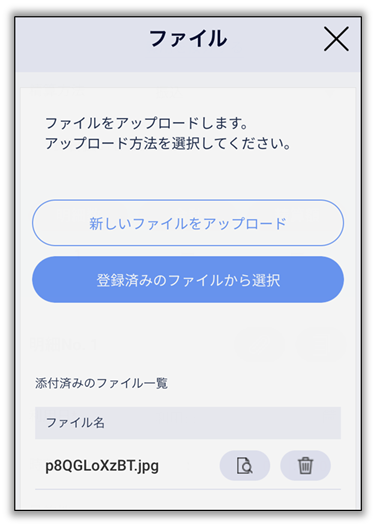 ファイル
ファイルをアップロードします。
アップロード方法を選択してください。
新しいファイルをアップロード
登録済みのファイルから選択
添付済みのファイル一覧
ファイル名
p8QGLoXzBT.jpg